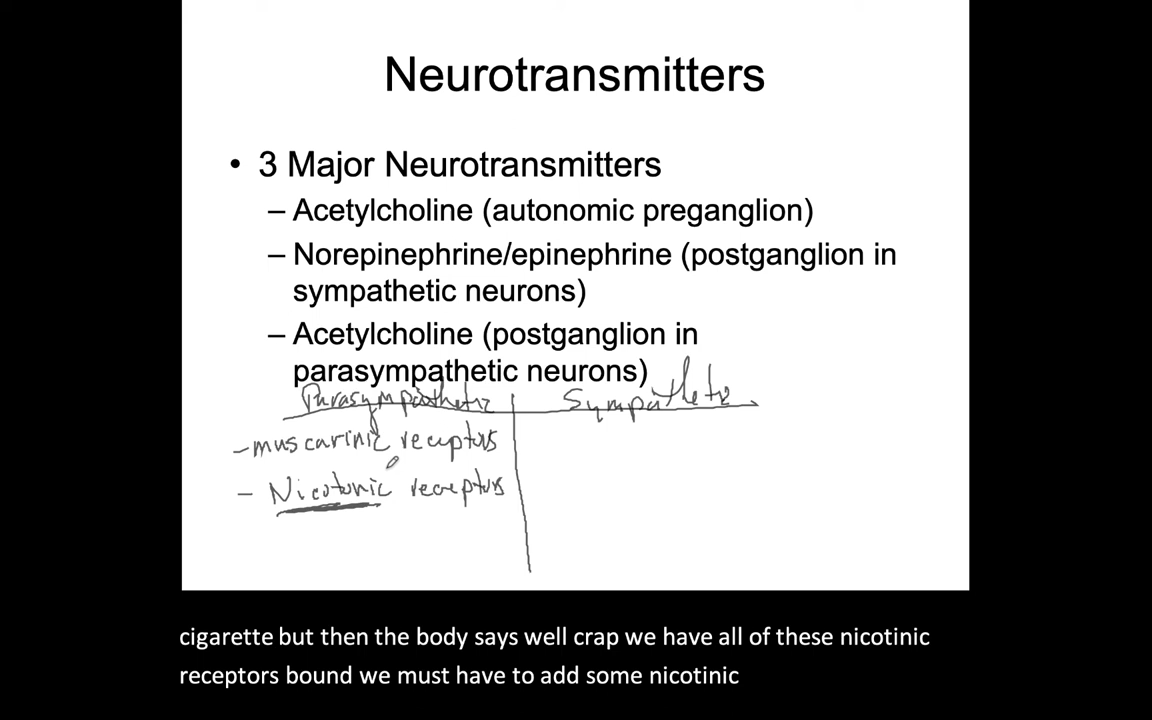 Neurotransmitters
• 3 Major Neurotransmitters
– Acetylcholine (autonomic preganglion)
– Norepinephrine/epinephrine (postganglion in
sympathetic neurons)
– Acetylcholine (postganglion in
parasympathetic neurons)
Parasympathetic Sympathetic
- muscarinic receptors
- Nicotonic receptors
cigarette but then the body says well crap we have all of these nicotinic
receptors bound we must have to add some nicotinic